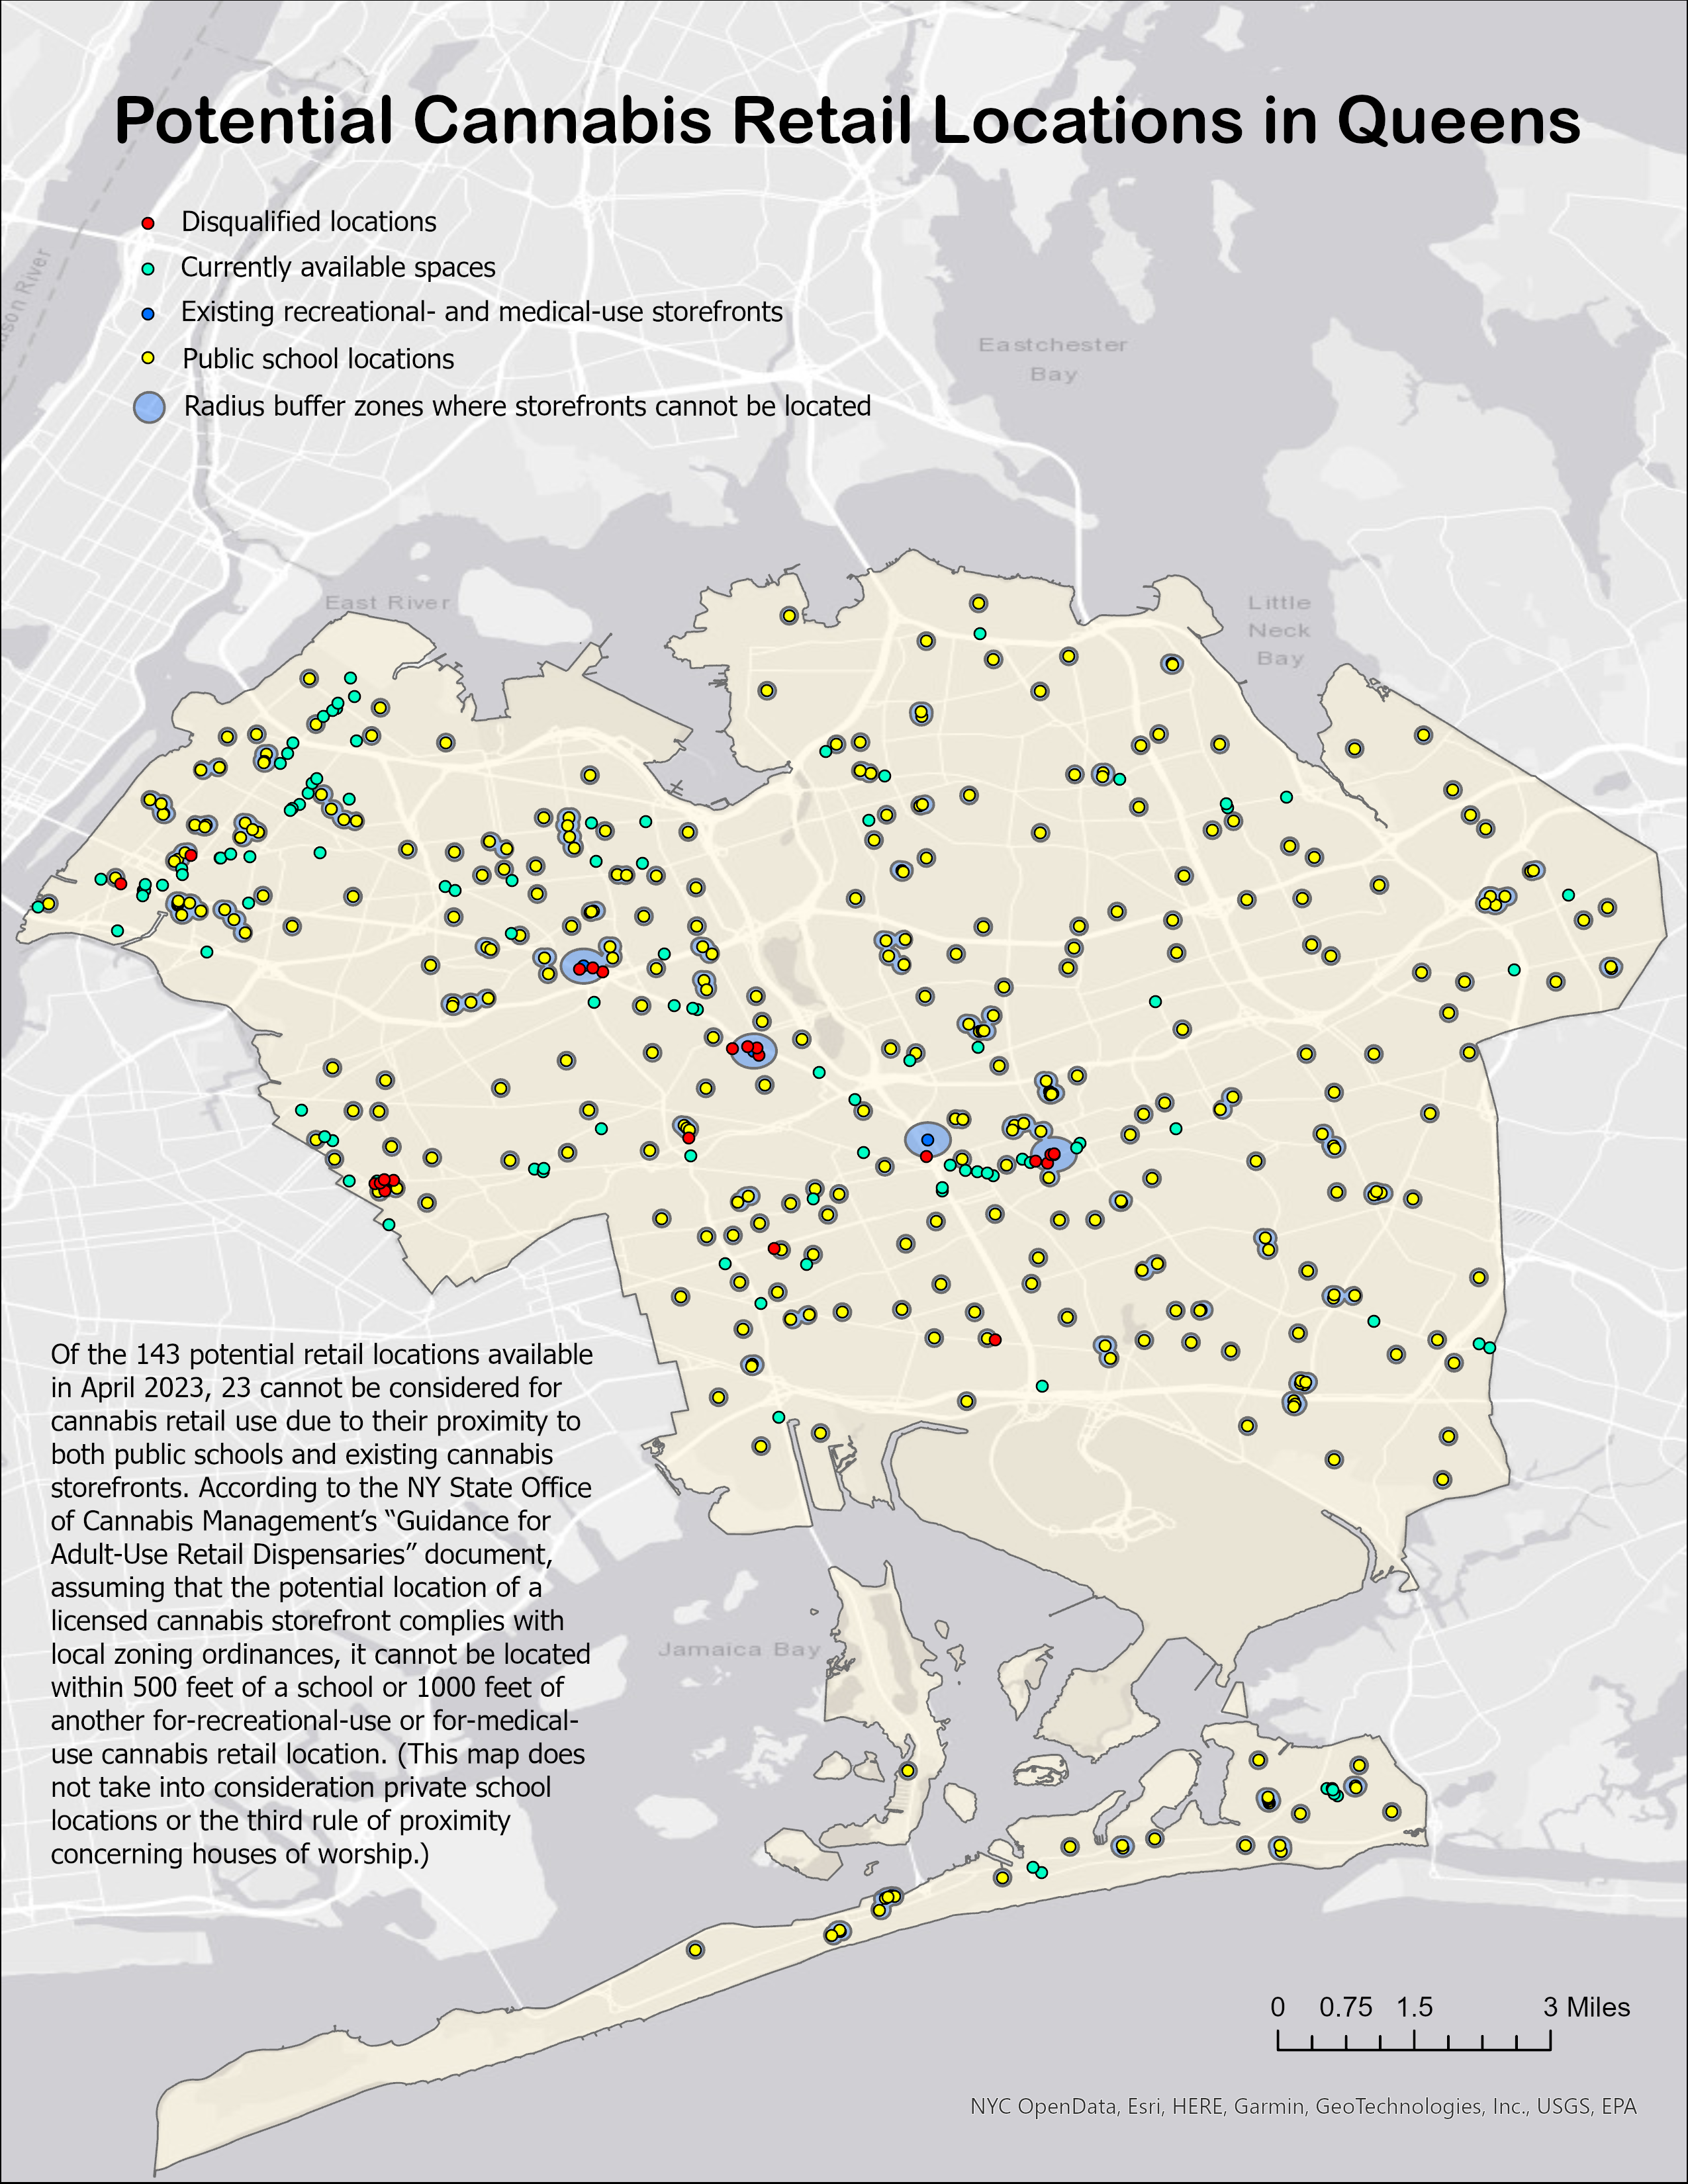 Potential Cannabis Retail Locations in Queens
Disqualified locations
Currently available spaces
Existing recreational- and medical-use storefronts
Public school locations
Radius buffer zones where storefronts cannot be located
Eastchester
Bay
East River
Little
Neck
Bay
Of the 143 potential retail locations available
in April 2023, 23 cannot be considered for
cannabis retail use due to their proximity to
both public schools and existing cannabis
storefronts. According to the NY State Office
of Cannabis Management’s “Guidance for
Adult-Use Retail Dispensaries” document,
assuming that the potential location of a
licensed cannabis storefront complies with
local zoning ordinances, it cannot be located
within 500 feet of a school or 1000 feet of
another for-recreational-use or for-medical-
use cannabis retail location. (This map does
not take into consideration private school
locations or the third rule of proximity
concerning houses of worship.)
Jamaica Bay
0 0.75 1.5 3 Miles
NYC OpenData, Esri, HERE, Garmin, GeoTechnologies, Inc., USGS, EPA